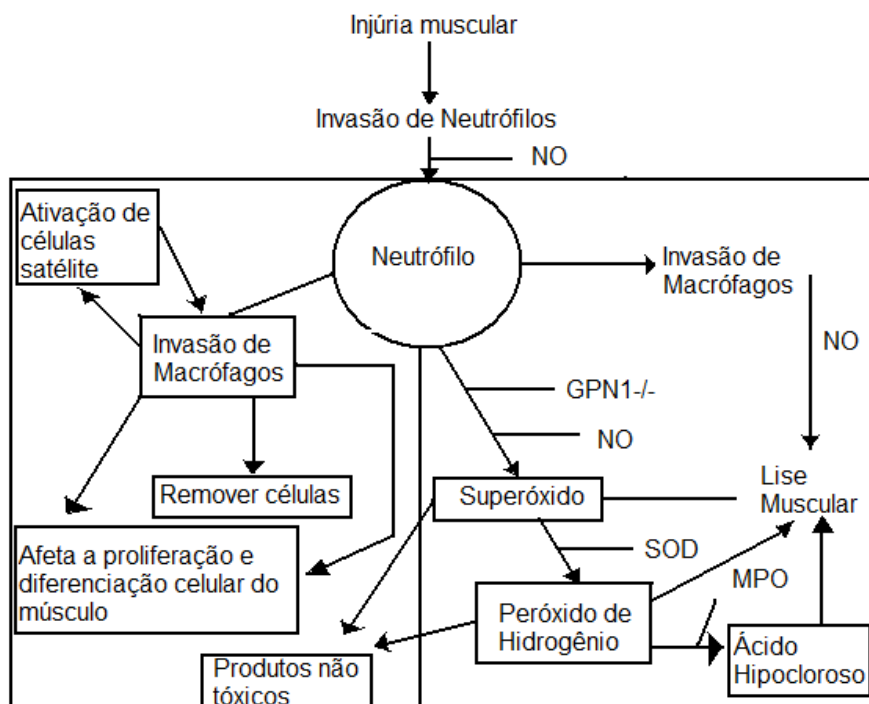 Injúria muscular
Invasão de Neutrófilos
NO
Ativação de
células
satélite
Neutrófilo
Invasão de
Macrófagos
Invasão de
Macrófagos
NO
GPN1-/-
NO
Remover células
Superóxido
Lise
Muscular
Afeta a proliferação e
diferenciação celular do
músculo
SOD
MPO
Peróxido de
Hidrogênio
Ácido
Hipocloroso
Produtos não
tóxicos